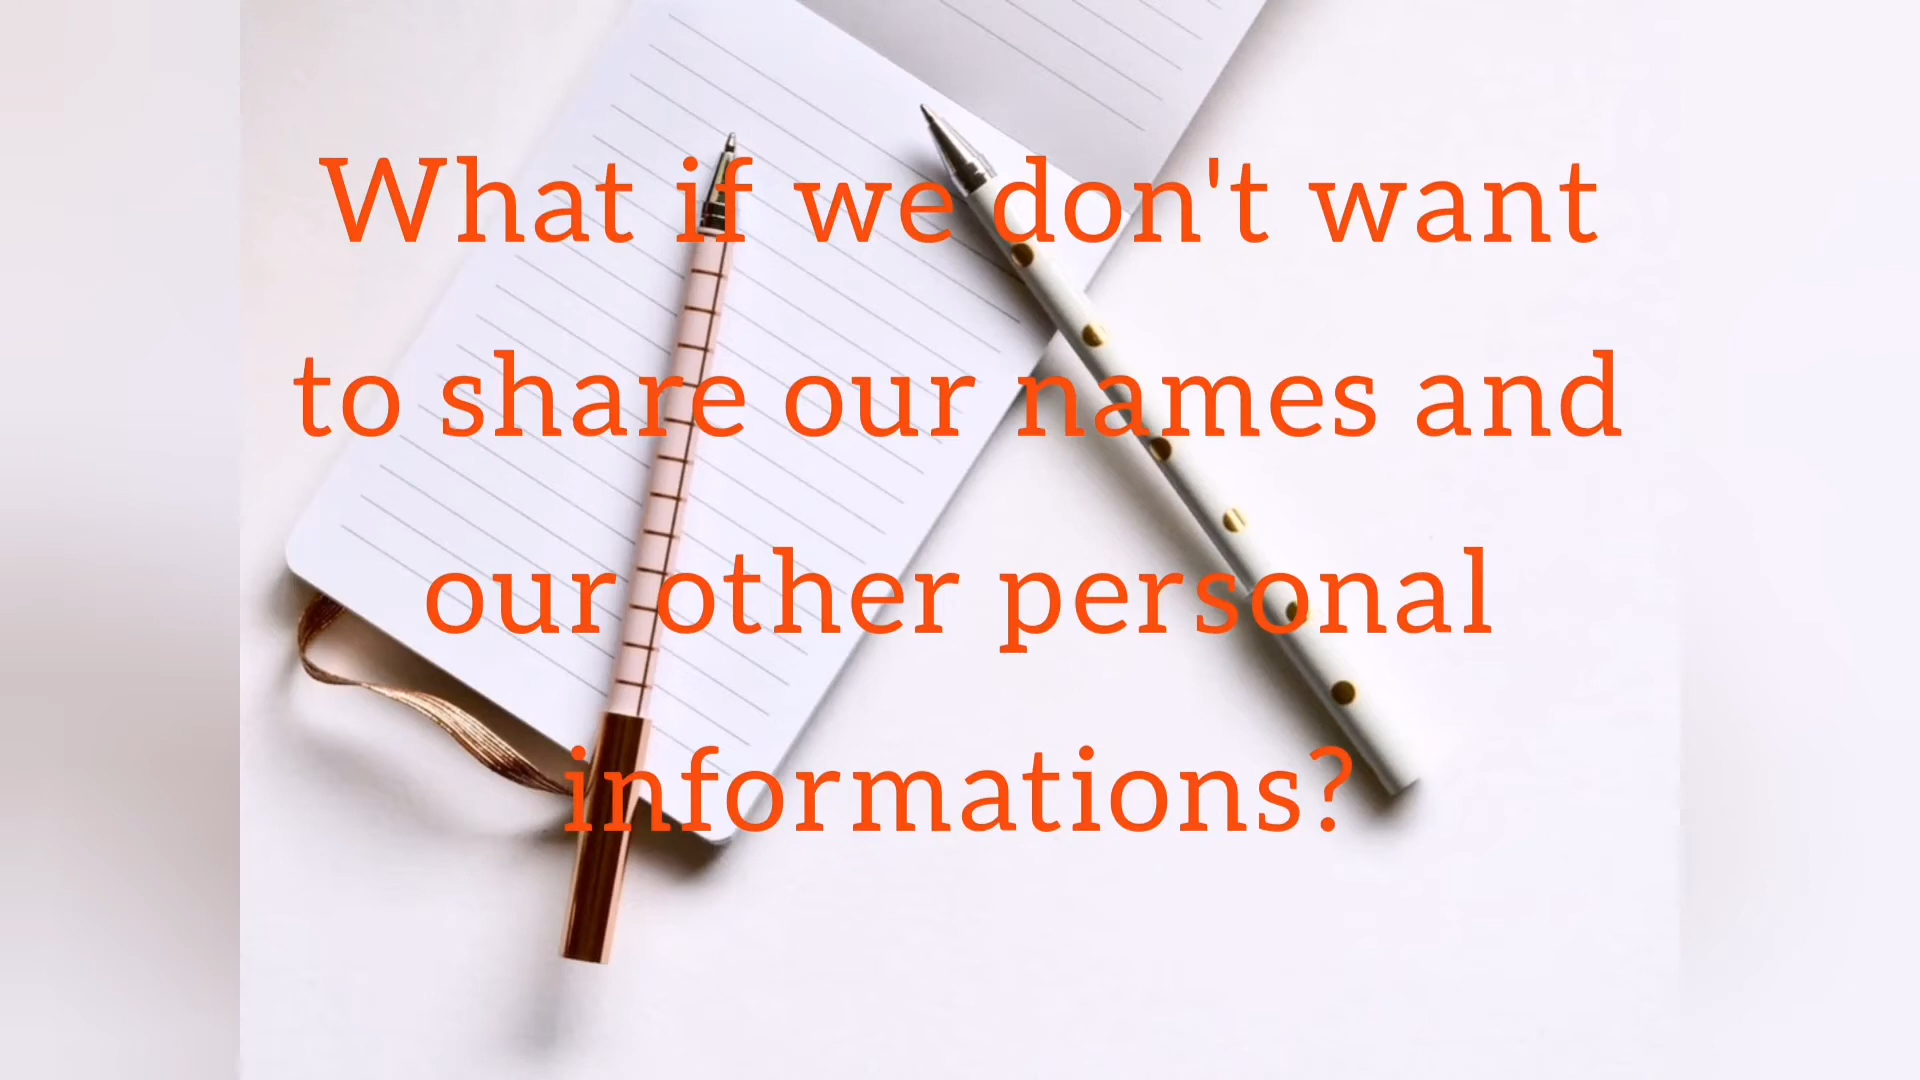 What if we don't want
to share our names and
our other personal
informations?